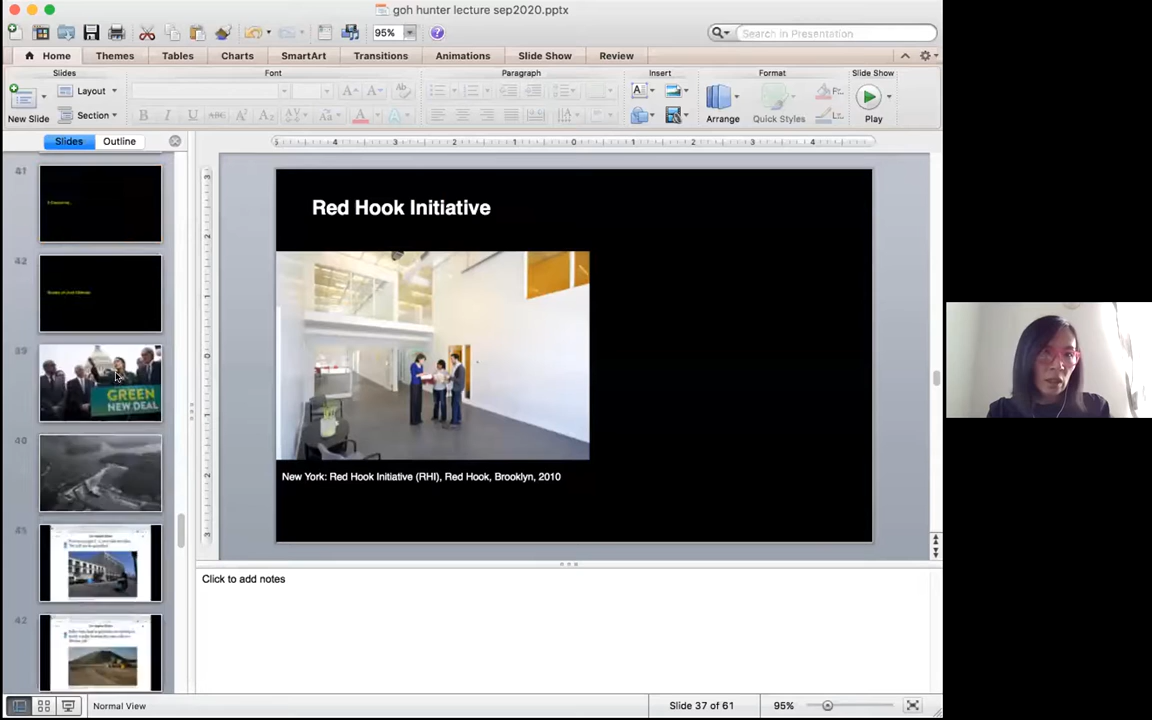 goh hunter lecture sep2020.pptx
95%
Search in Presentation
Home
Themes
Tables
Charts
SmartArt
Transitions
Animations
Slide Show
Review
Slides
Font
Paragraph
Insert
Format
Slide Show
New Slide
Layout
Section
Arrange
Quick Styles
Play
Slides
Outline
41
42
39
GREEN
NEW DEAL
40
Red Hook Initiative
New York: Red Hook Initiative (RHI), Red Hook, Brooklyn, 2010
Click to add notes
Normal View
Slide 37 of 61
95%